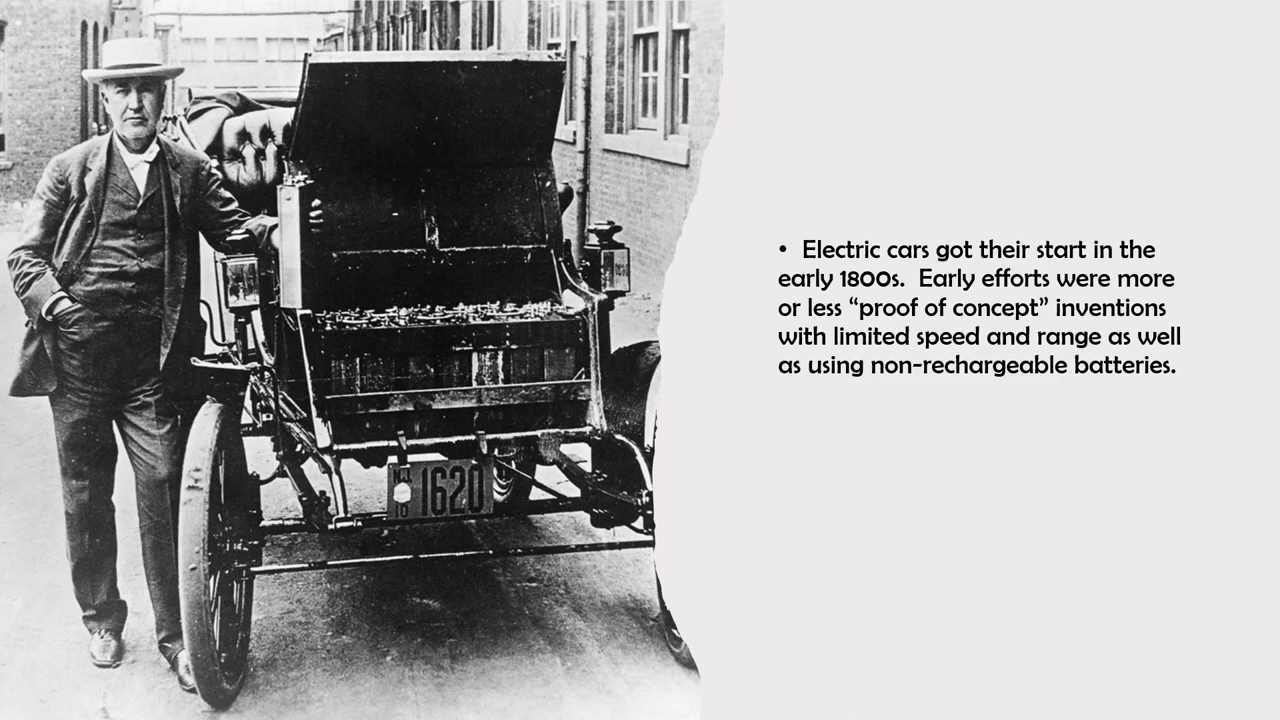 N.J.
10
1620
• Electric cars got their start in the
early 1800s.  Early efforts were more
or less “proof of concept” inventions
with limited speed and range as well
as using non-rechargeable batteries.